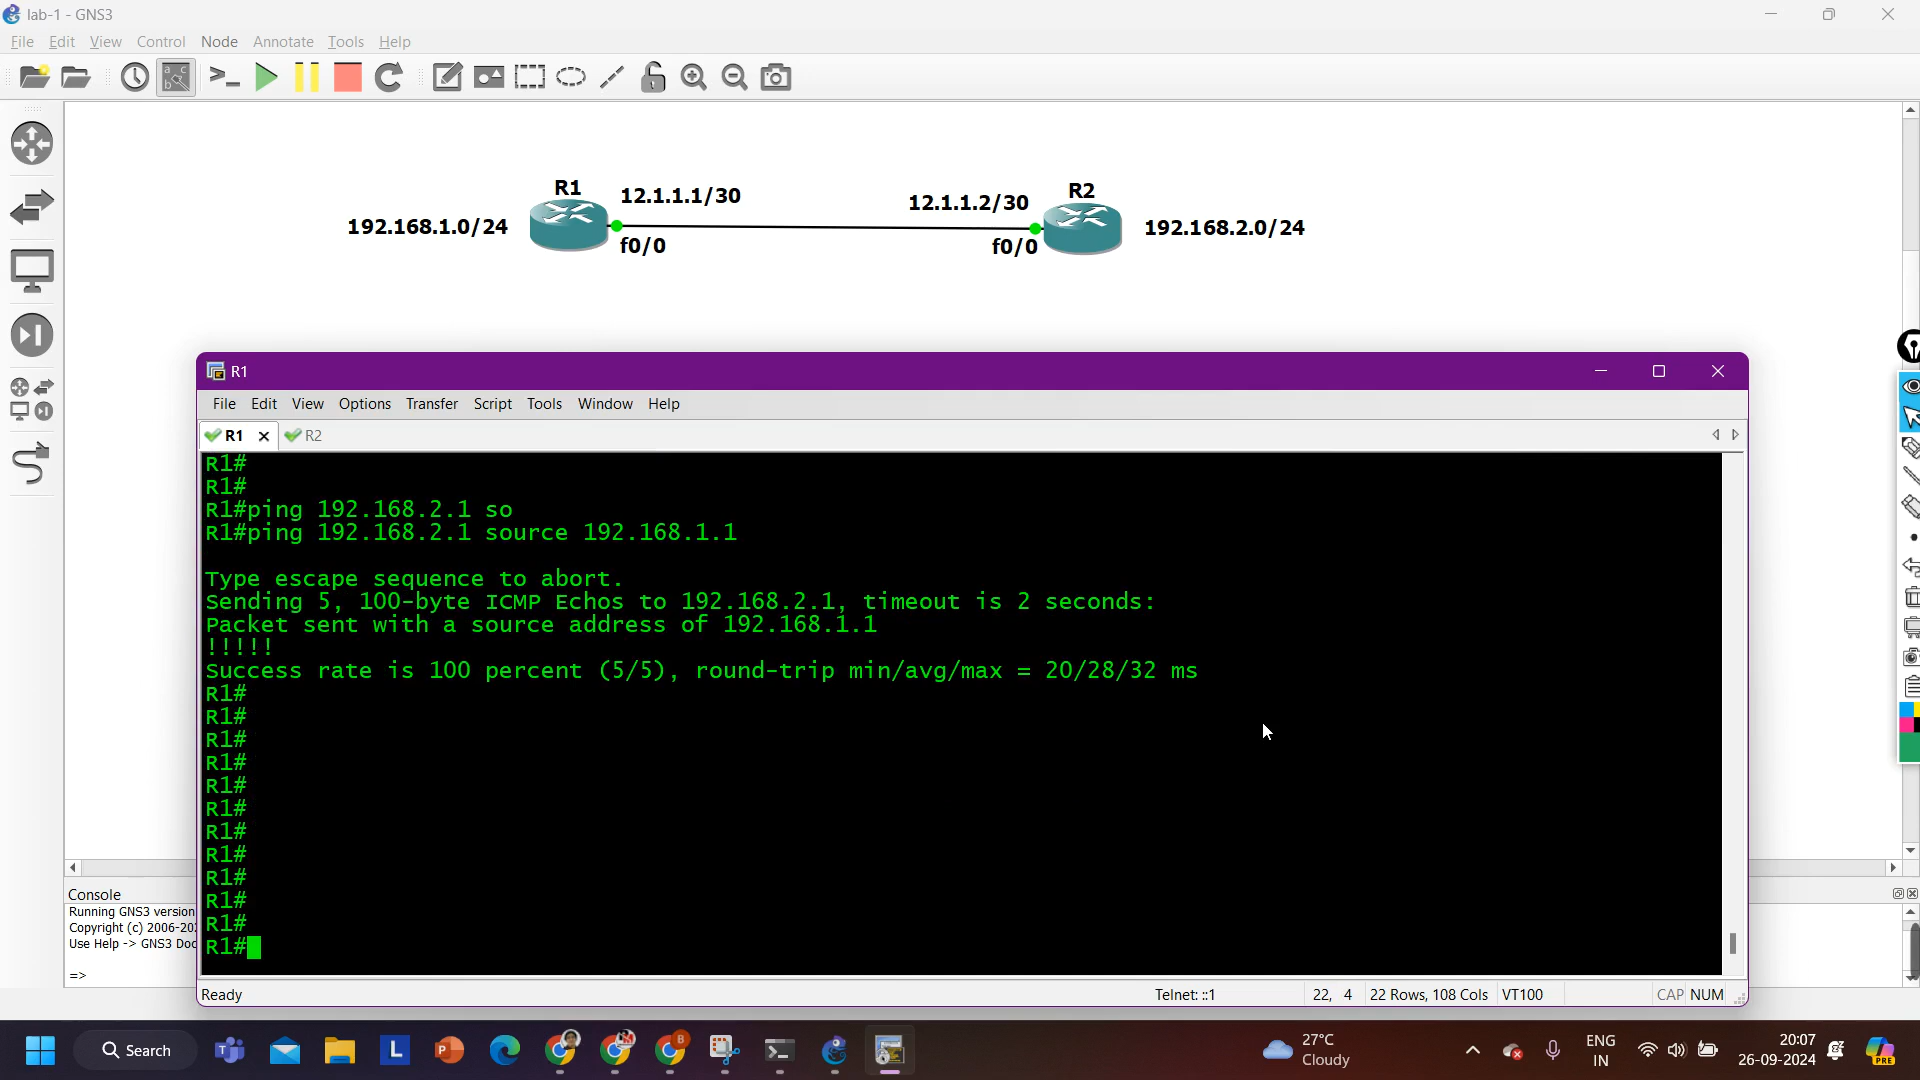 lab-1 - GNS3
File Edit View Control Node Annotate Tools Help
R1
12.1.1.1/30
192.168.1.0/24
f0/0
12.1.1.2/30
R2
f0/0
192.168.2.0/24
R1
File Edit View Options Transfer Script Tools Window Help
R1 R2
R1#
R1#
R1#ping 192.168.2.1 so
R1#ping 192.168.2.1 source 192.168.1.1
Type escape sequence to abort.
Sending 5, 100-byte ICMP Echos to 192.168.2.1, timeout is 2 seconds:
Packet sent with a source address of 192.168.1.1
!!!!!
Success rate is 100 percent (5/5), round-trip min/avg/max = 20/28/32 ms
R1#
R1#
R1#
R1#
R1#
R1#
R1#
R1#
R1#
R1#
R1#
R1#
Ready Telnet: ::1 22, 4 22 Rows, 108 Cols VT100 CAP NUM
Console
Running GNS3 version
Copyright (c) 2006-20
Use Help -> GNS3 Doc
=>
Search
27°C
Cloudy
ENG
IN
20:07
26-09-2024